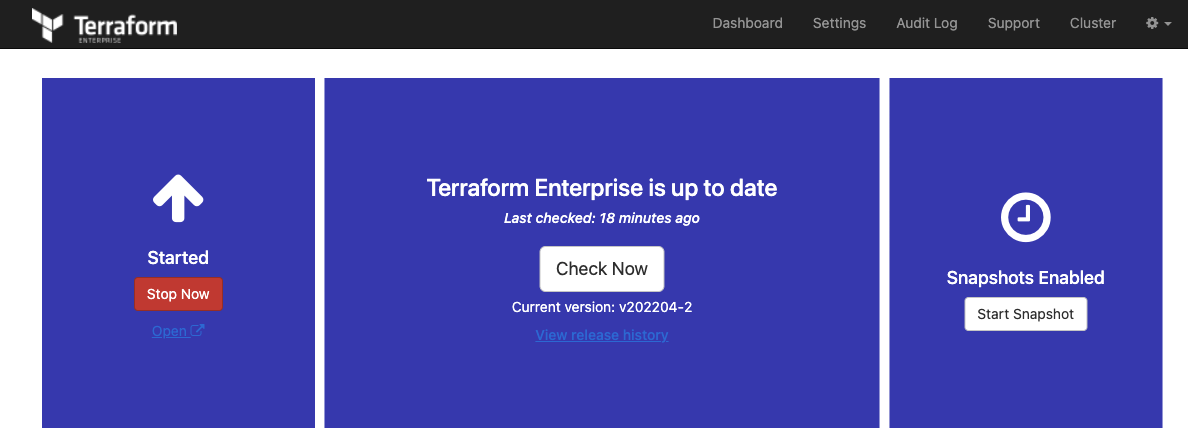 Terraform
ENTERPRISE
Dashboard
Settings
Audit Log
Support
Cluster
Started
Stop Now
Open
Terraform Enterprise is up to date
Last checked: 18 minutes ago
Check Now
Current version: v202204-2
View release history
Snapshots Enabled
Start Snapshot